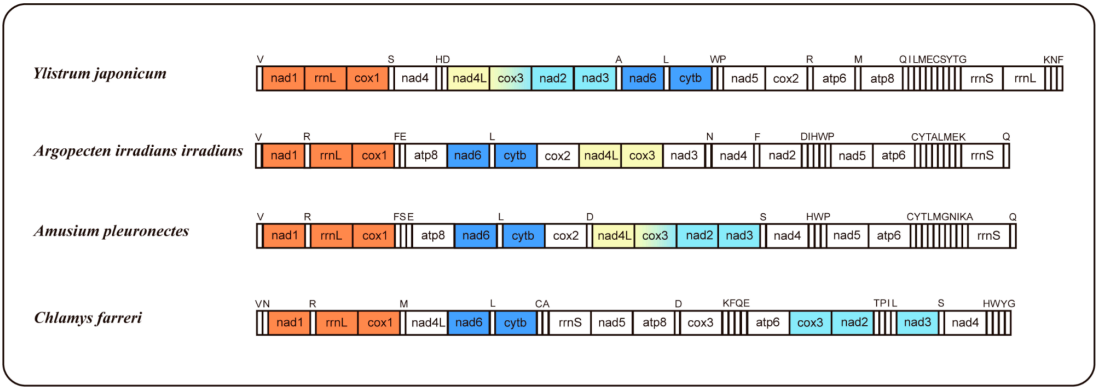 V S HD A L WP R M QILMECSYTG KNF
Ylistrum japonicum nad1 rrnL cox1 nad4 nad4L cox3 nad2 nad3 nad6 cytb nad5 cox2 atp6 atp8 rrnS rrnL
V R FE L N F DIHWP CYTALMEK Q
Argopecten irradians irradians nad1 rrnL cox1 atp8 nad6 cytb cox2 nad4L cox3 nad3 nad4 nad2 nad5 atp6 rrnS
V R FSE L D S HWP CYTLMGNIKA Q
Amusium pleuronectes nad1 rrnL cox1 atp8 nad6 cytb cox2 nad4L cox3 nad2 nad3 nad4 nad5 atp6 rrnS
VN R M L CA D KFQE TPIL S HWYG
Chlamys farreri nad1 rrnL cox1 nad4L nad6 cytb rrnS nad5 atp8 cox3 atp6 cox3 nad2 nad3 nad4